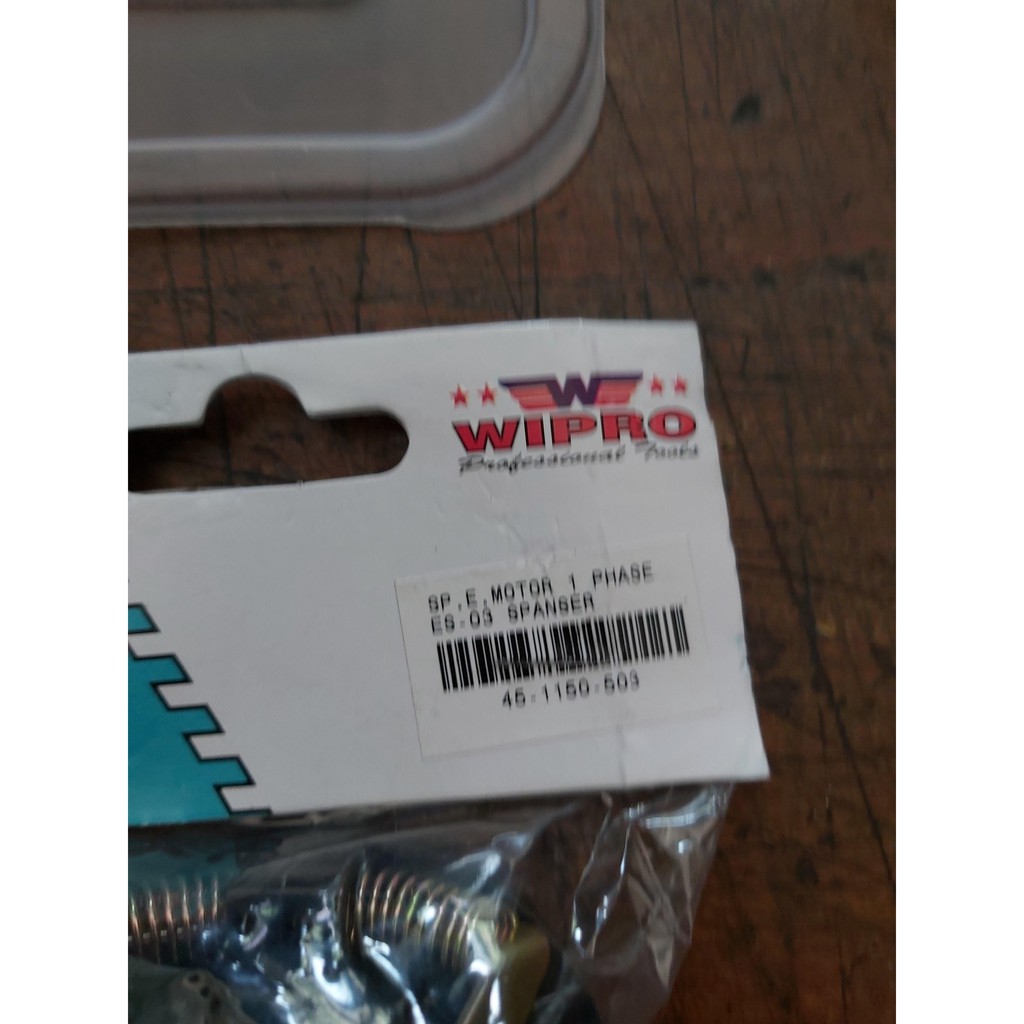 W
WIPRO
Professional Tools
SP.E.MOTOR 1 PHASE
ES-03 SPANSER
45-1150-503